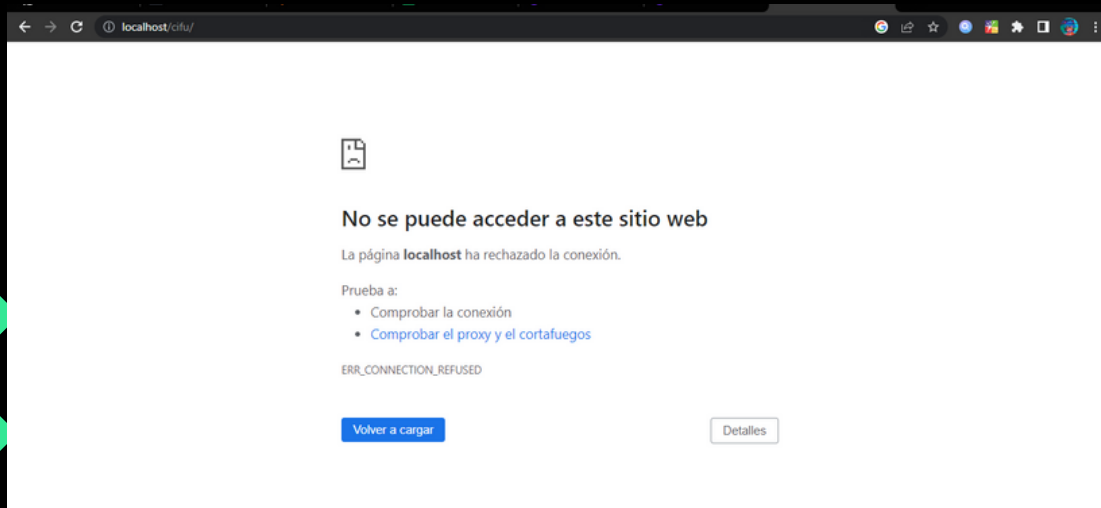 localhost/cifu/
No se puede acceder a este sitio web
La página localhost ha rechazado la conexión.
Prueba a:
• Comprobar la conexión
• Comprobar el proxy y el cortafuegos
ERR_CONNECTION_REFUSED
Volver a cargar
Detalles